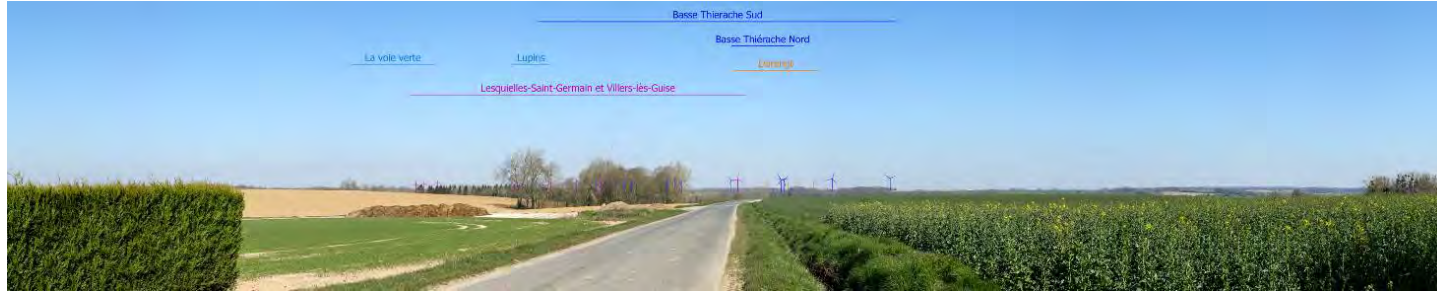 Basse Thierache Sud
Basse Thiérache Nord
La voie verte
Lupins
Lesquielles-Saint-Germain et Villers-lès-Guise